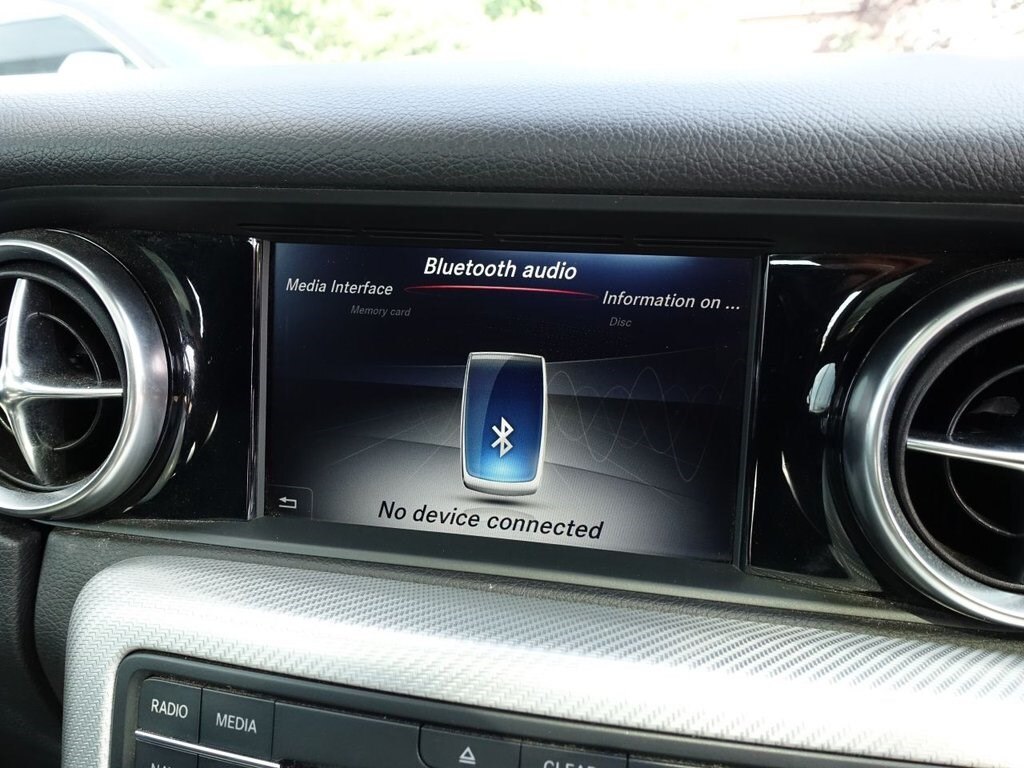 Bluetooth audio
Media Interface
Information on ...
Memory card
Disc
No device connected
RADIO
MEDIA